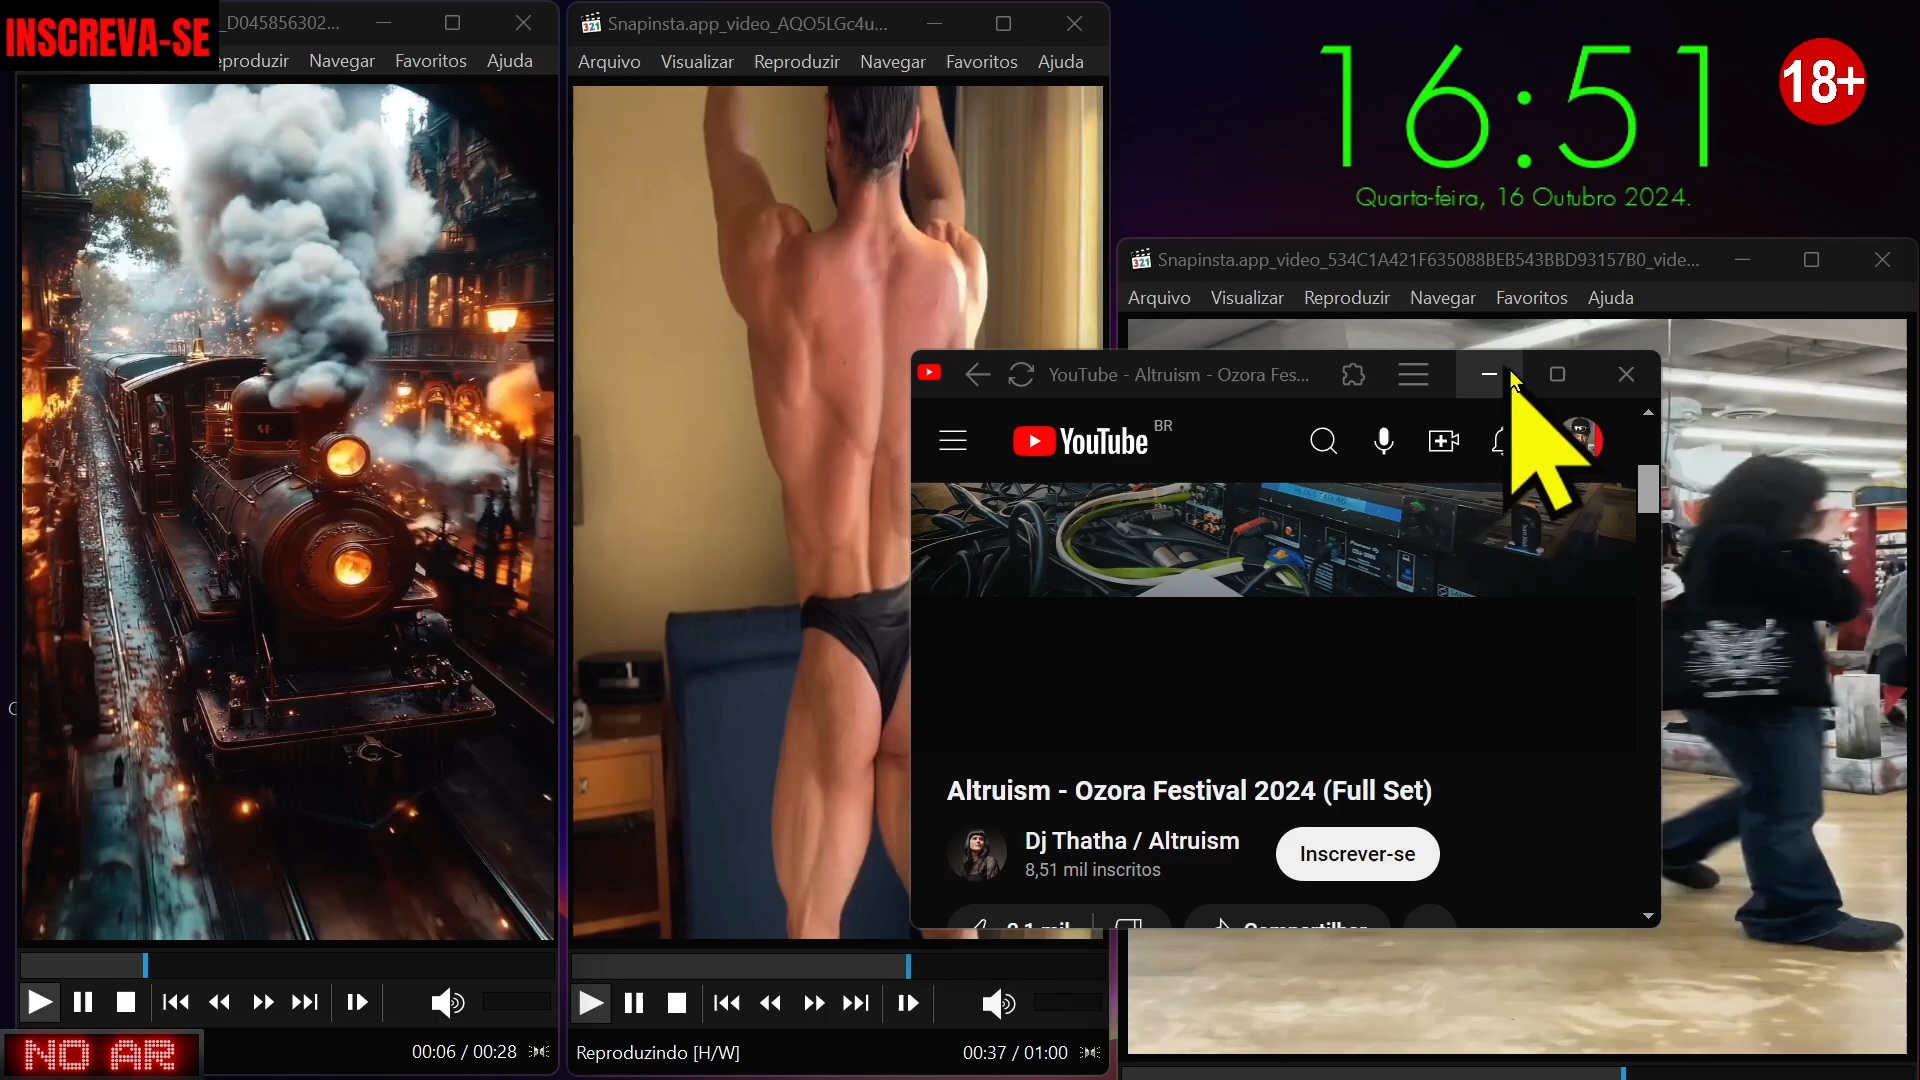 INSCREVA-SE
_D045856302...
eproduzir Navegar Favoritos Ajuda
00:06 / 00:28
NO AR
Snapinsta.app_video_AQO5LGc4u...
Arquivo Visualizar Reproduzir Navegar Favoritos Ajuda
Reproduzindo [H/W]
00:37 / 01:00
16:51
Quarta-feira, 16 Outubro 2024.
18+
Snapinsta.app_video_534C1A421F635088BEB543BBD93157B0_vide...
Arquivo Visualizar Reproduzir Navegar Favoritos Ajuda
YouTube - Altruism - Ozora Fes...
YouTube BR
Altruism - Ozora Festival 2024 (Full Set)
Dj Thatha / Altruism
8,51 mil inscritos
Inscrever-se
Compartilhar